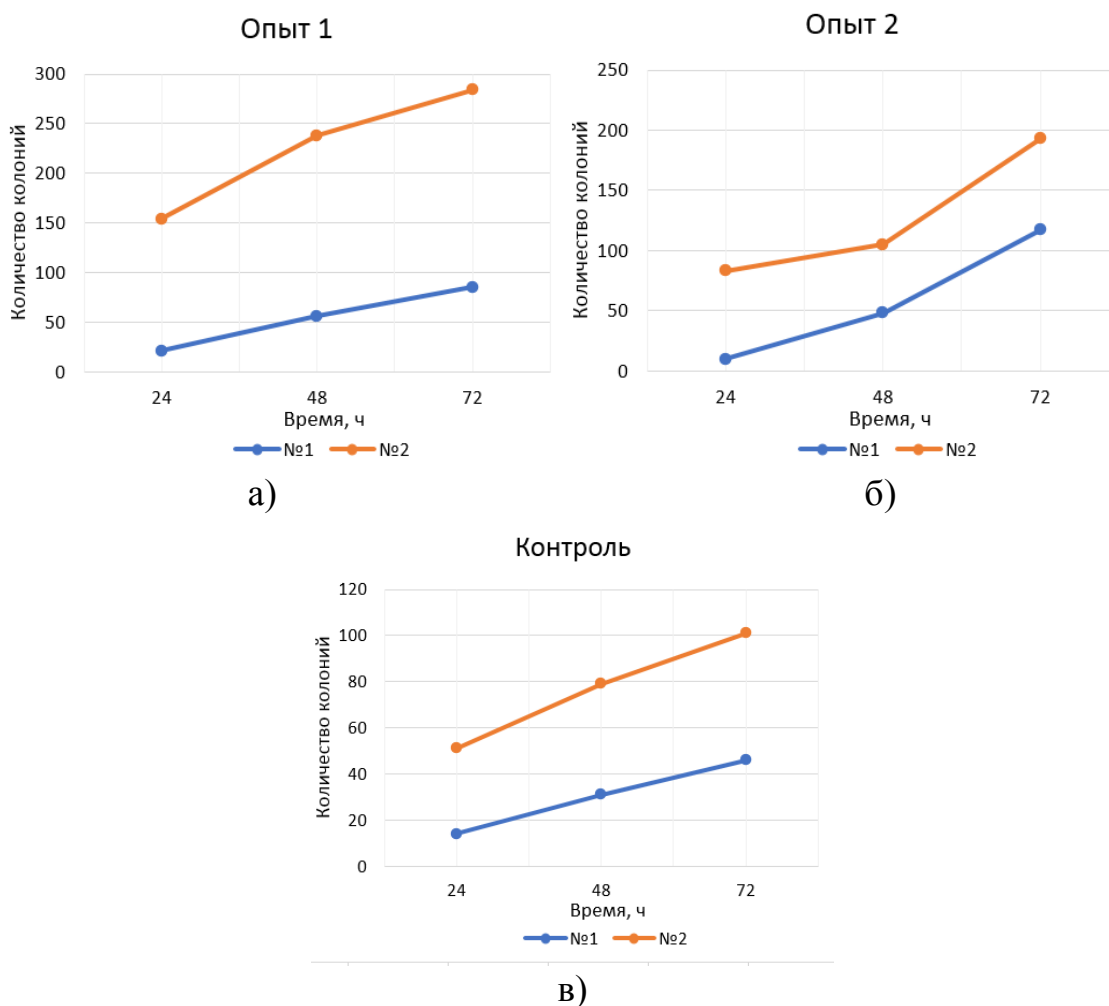 Опыт 1
Количество колоний
300
250
200
150
100
50
0
24 48 72
Время, ч
№1 №2
а)
Опыт 2
Количество колоний
250
200
150
100
50
0
24 48 72
Время, ч
№1 №2
б)
Контроль
Количество колоний
120
100
80
60
40
20
0
24 48 72
Время, ч
№1 №2
в)